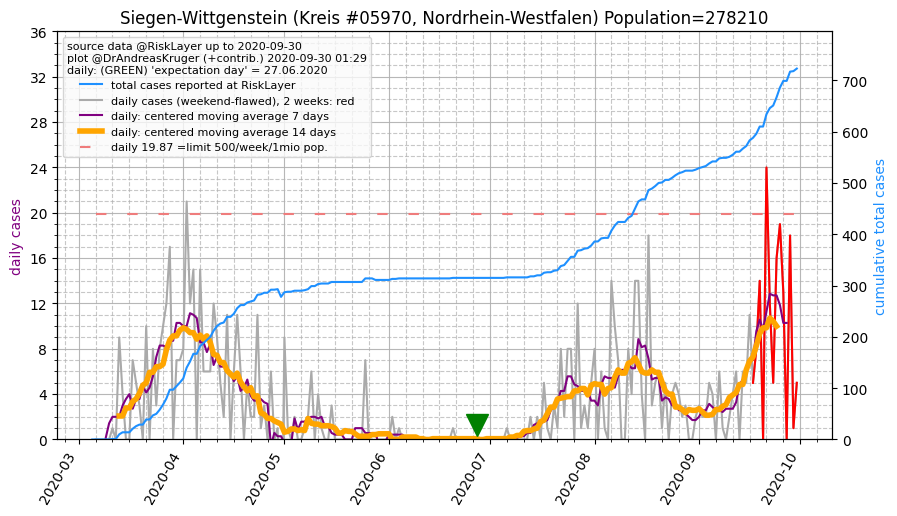 Siegen-Wittgenstein (Kreis #05970, Nordrhein-Westfalen) Population=278210
source data @RiskLayer up to 2020-09-30
plot @DrAndreasKruger (+contrib.) 2020-09-30 01:29
daily: (GREEN) 'expectation day' = 27.06.2020
total cases reported at RiskLayer
daily cases (weekend-flawed), 2 weeks: red
daily: centered moving average 7 days
daily: centered moving average 14 days
daily 19.87 =limit 500/week/1mio pop.
daily cases
36
32
28
24
20
16
12
8
4
0
cumulative total cases
700
600
500
400
300
200
100
0
2020-03
2020-04
2020-05
2020-06
2020-07
2020-08
2020-09
2020-10